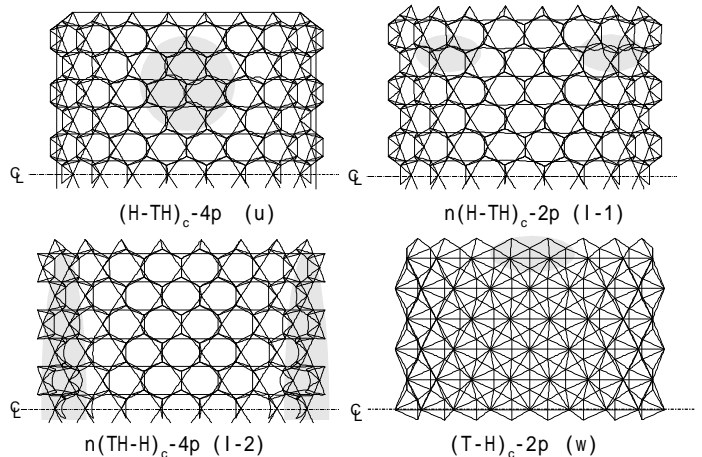 ℄ ℄
(H-TH)c-4p (u) n(H-TH)c-2p (I-1)
℄ ℄
n(TH-H)c-4p (I-2) (T-H)c-2p (w)